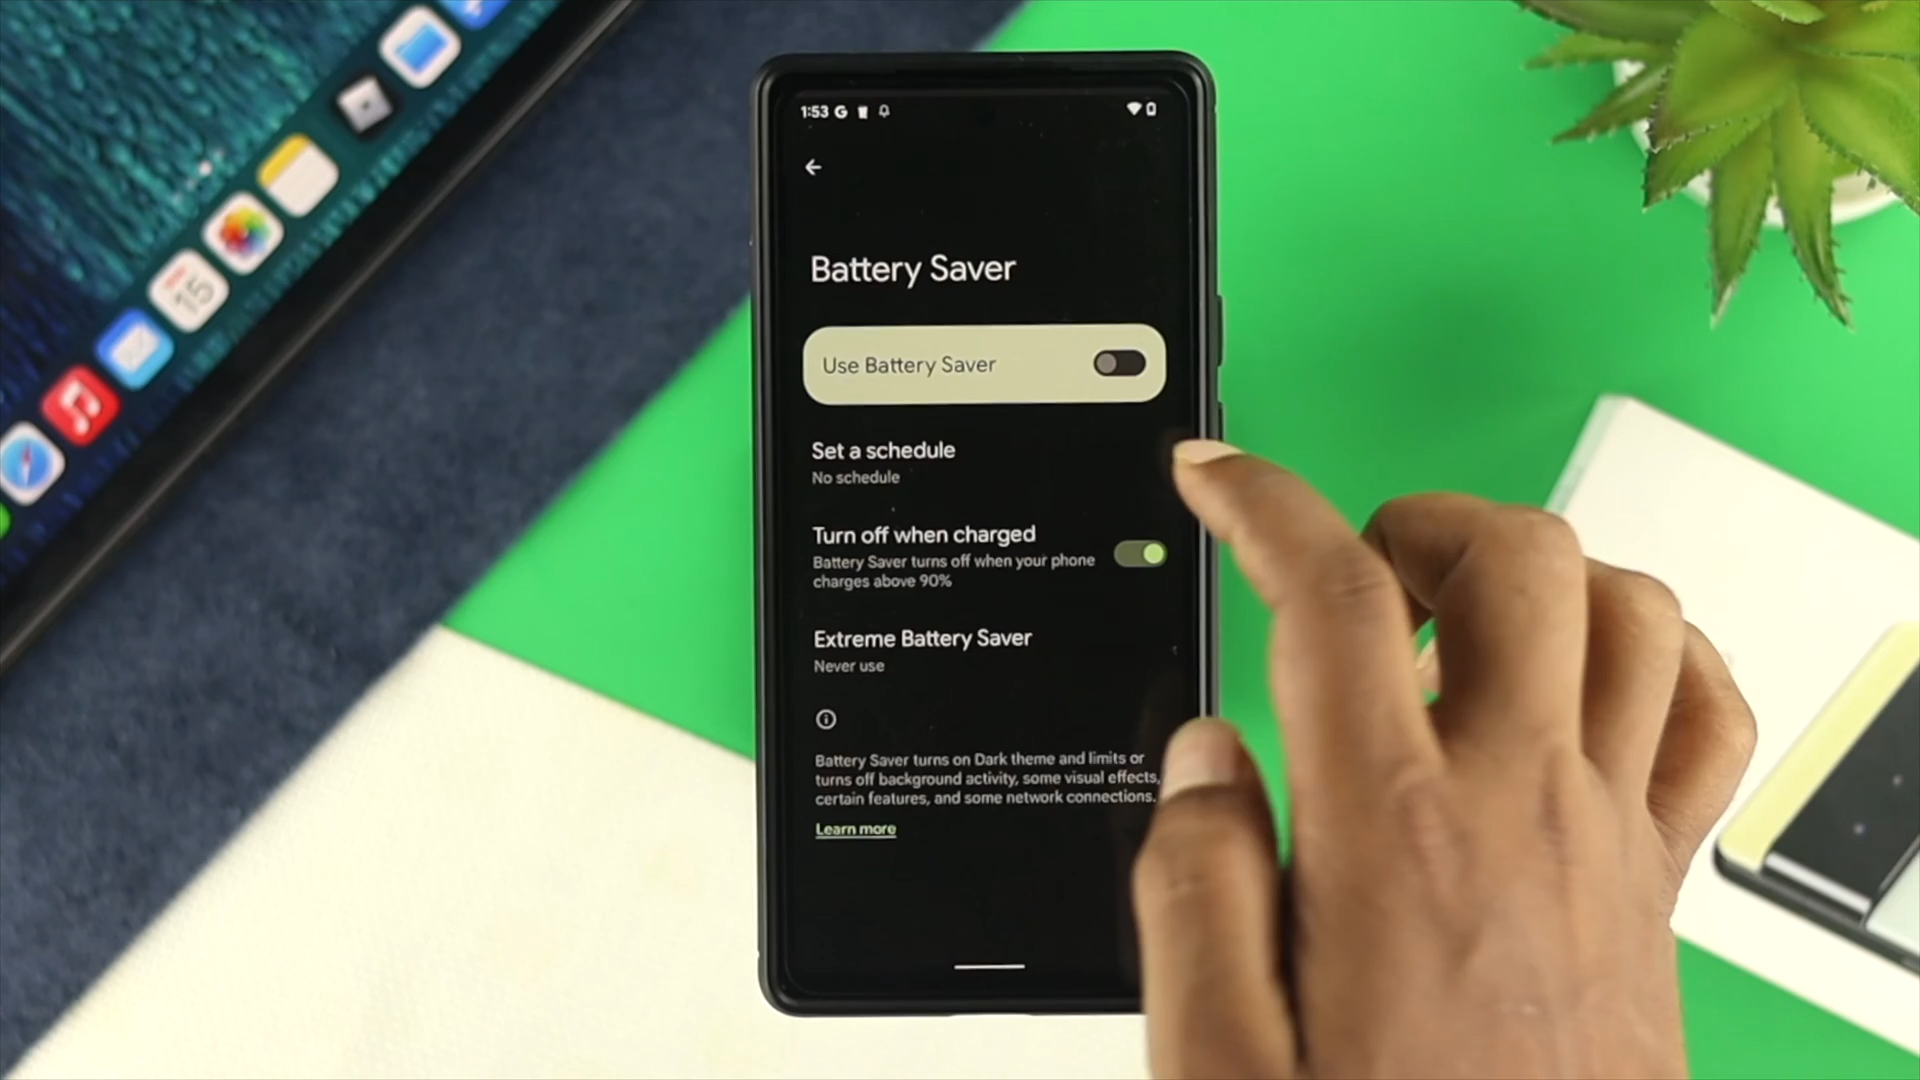 1:53 G
Battery Saver
Use Battery Saver
Set a schedule
No schedule
Turn off when charged
Battery Saver turns off when your phone
charges above 90%
Extreme Battery Saver
Never use
Battery Saver turns on Dark theme and limits or
turns off background activity, some visual effects,
certain features, and some network connections.
Learn more
15